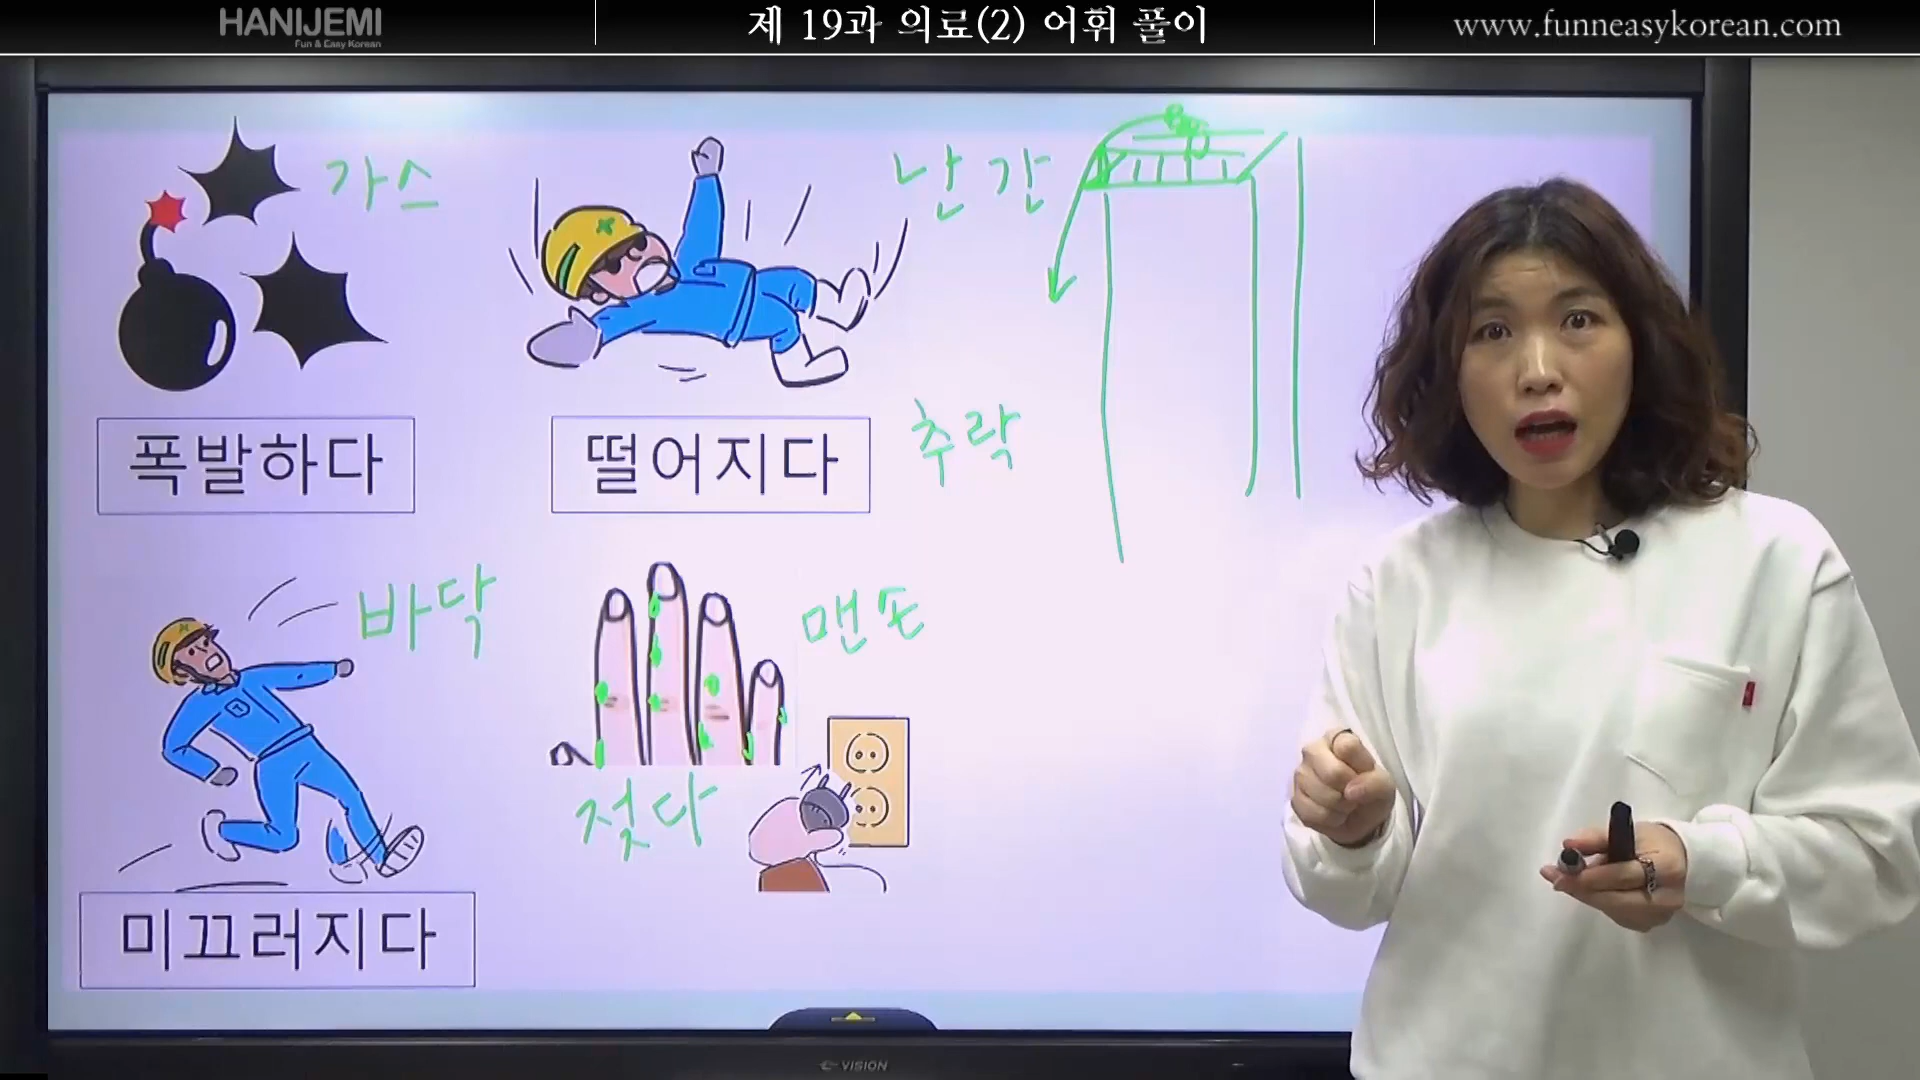 HANIJEMI
Fun & Easy Korean
제 19과 의료(2) 어휘 풀이
www.funneasykorean.com
가스
난간
폭발하다
떨어지다
추락
바닥
맨손
젖다
미끄러지다
VISION